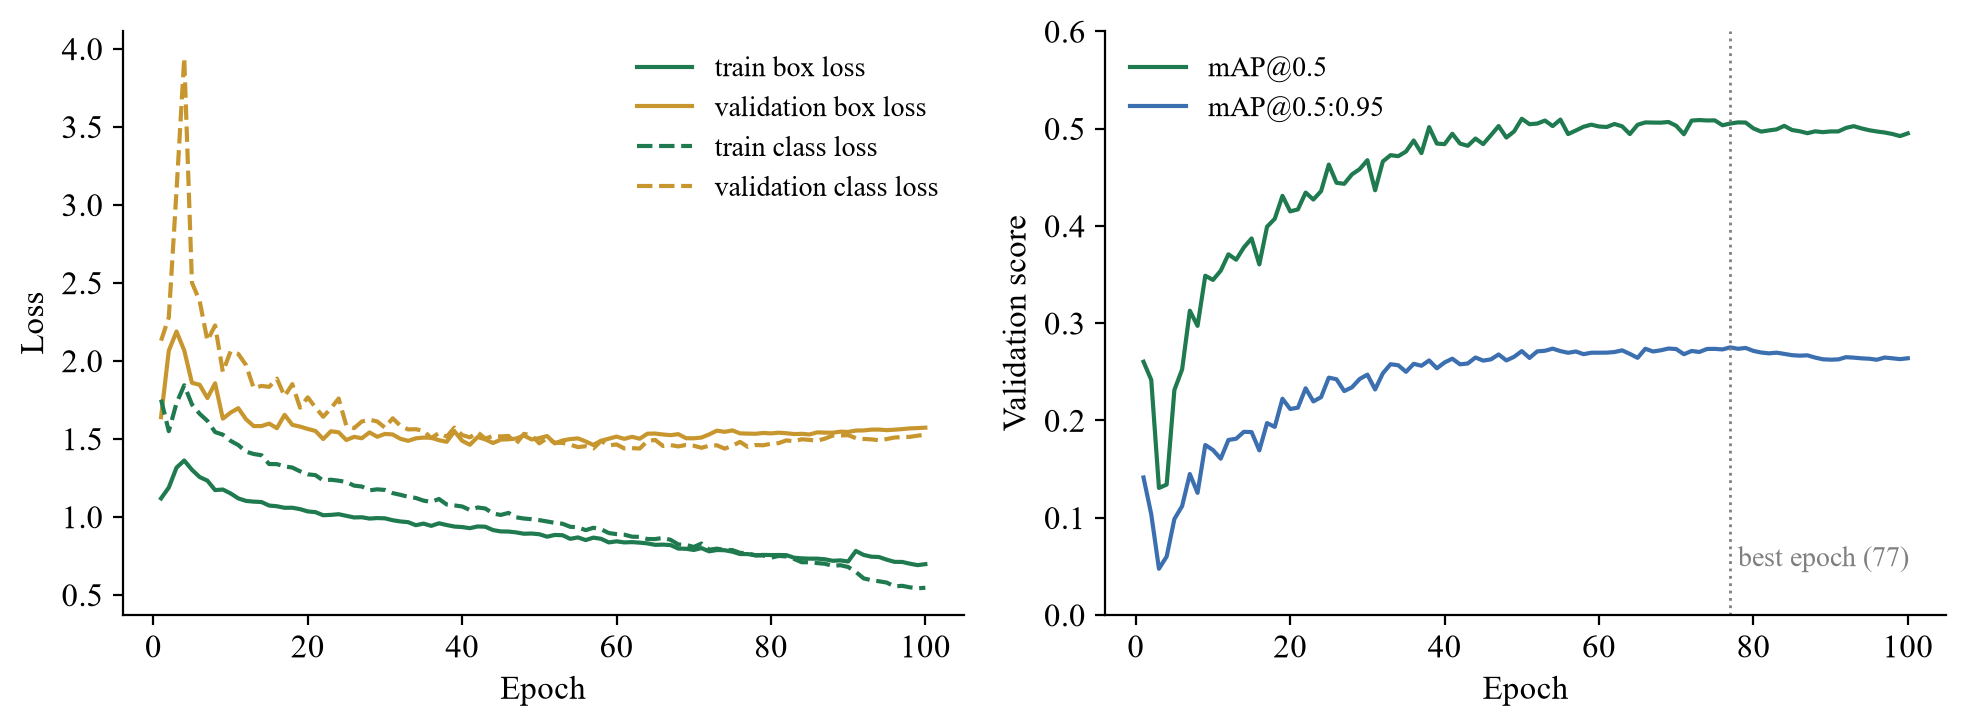 4.0
3.5
3.0
2.5
2.0
1.5
1.0
0.5
Loss
0 20 40 60 80 100
Epoch
train box loss
validation box loss
train class loss
validation class loss
0.6
0.5
0.4
0.3
0.2
0.1
0.0
Validation score
0 20 40 60 80 100
Epoch
mAP@0.5
mAP@0.5:0.95
best epoch (77)